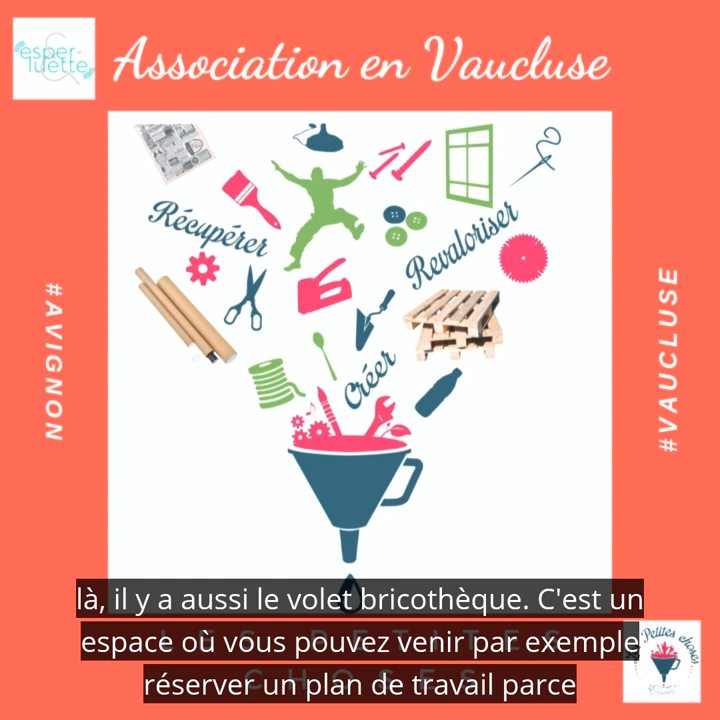 esper-
luette
&
Association en Vaucluse
Récupérer
Revaloriser
Créer
#AVIGNON
#VAUCLUSE
là, il y a aussi le volet bricothèque. C'est un
espace où vous pouvez venir par exemple
réserver un plan de travail parce
Petites choses